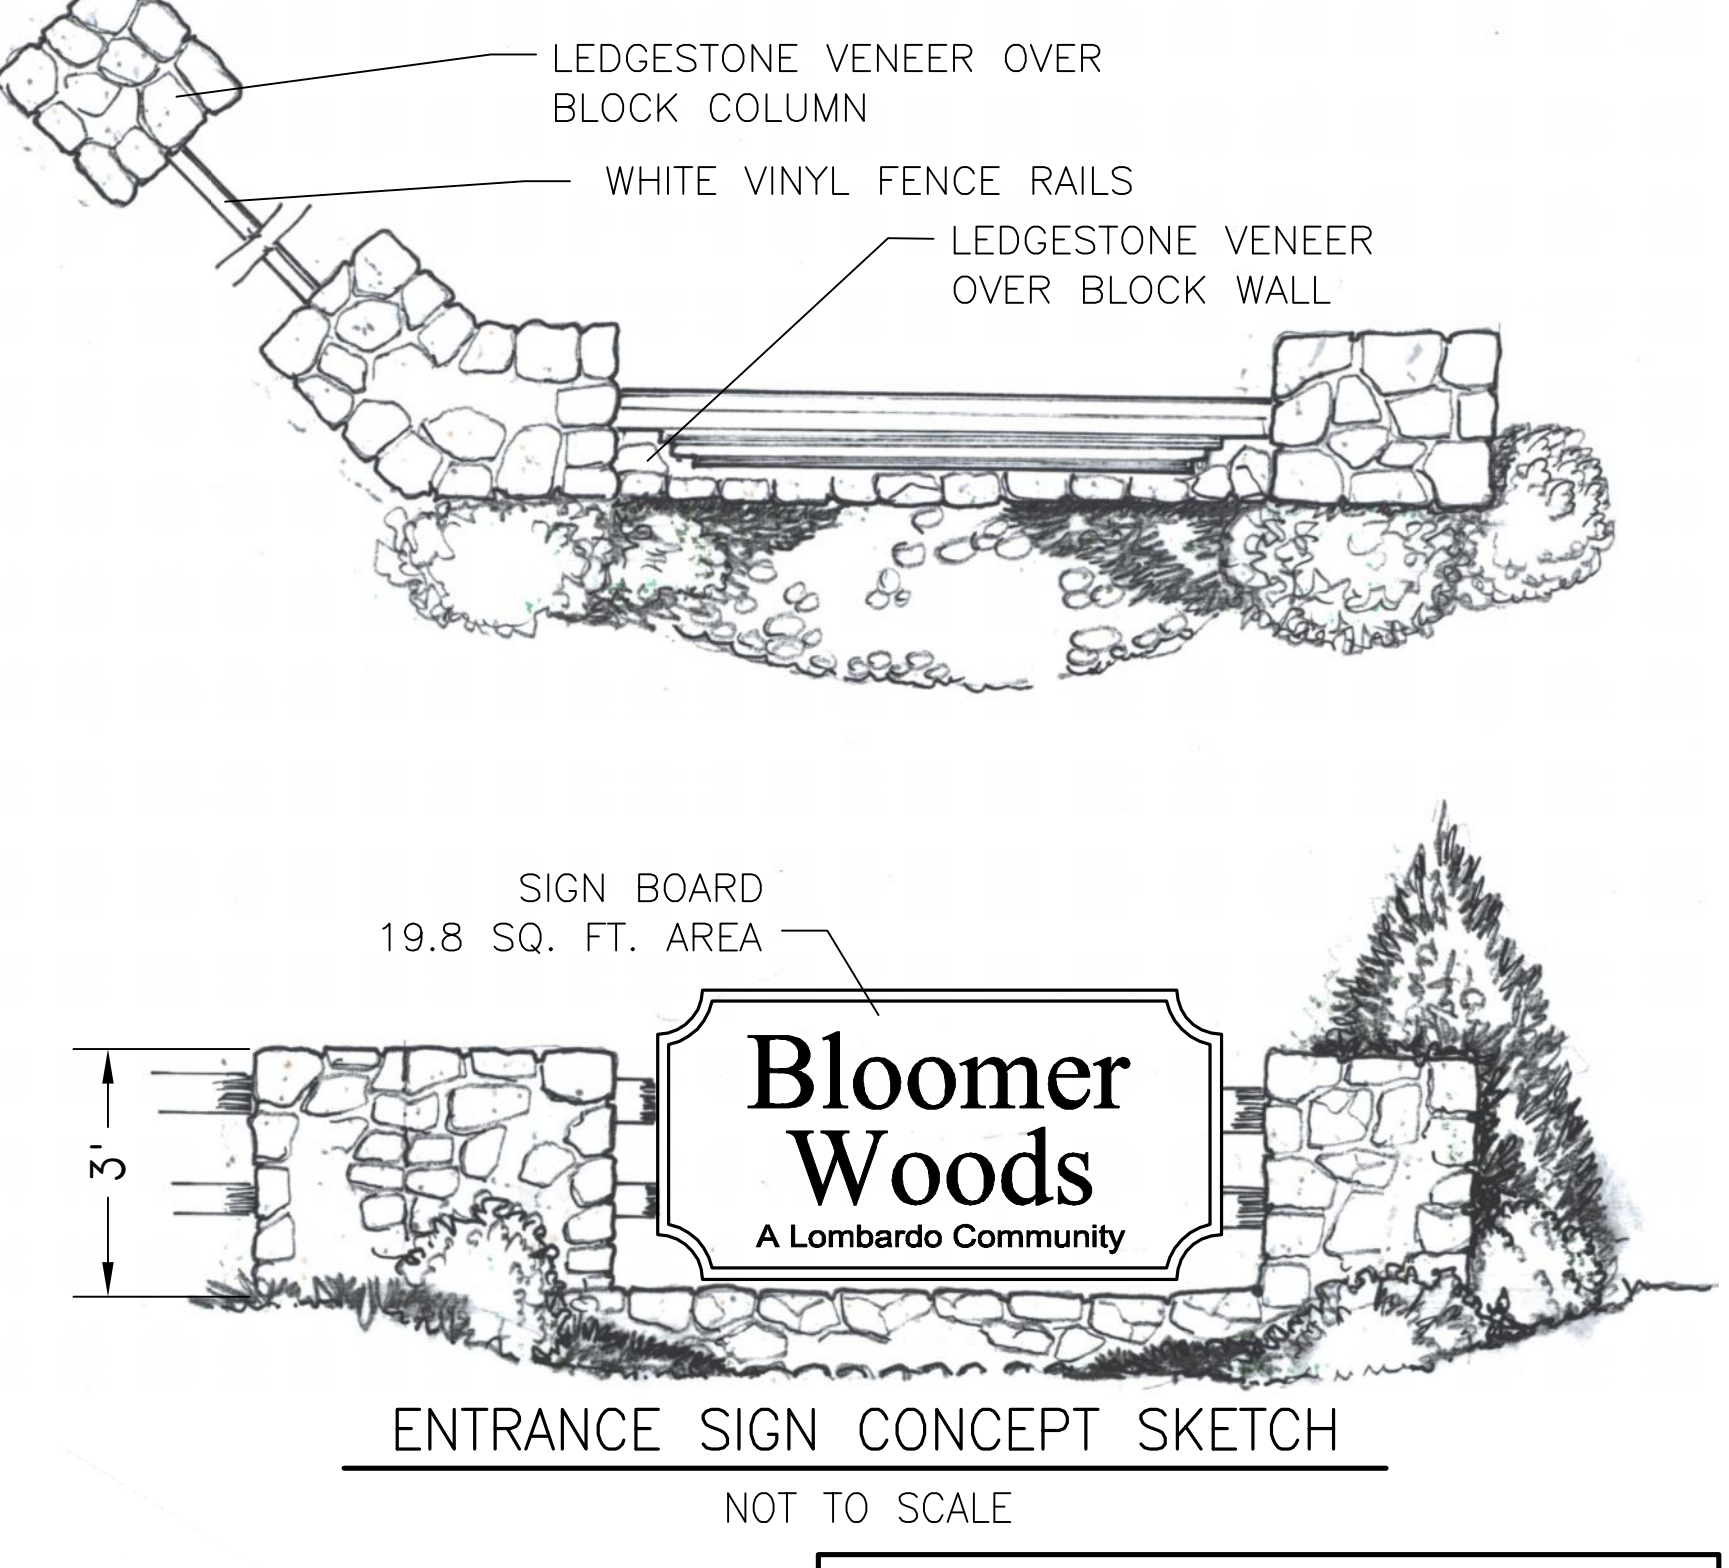 LEDGESTONE VENEER OVER
BLOCK COLUMN
WHITE VINYL FENCE RAILS
LEDGESTONE VENEER
OVER BLOCK WALL
SIGN BOARD
19.8 SQ. FT. AREA
3'
Bloomer
Woods
A Lombardo Community
ENTRANCE SIGN CONCEPT SKETCH
NOT TO SCALE